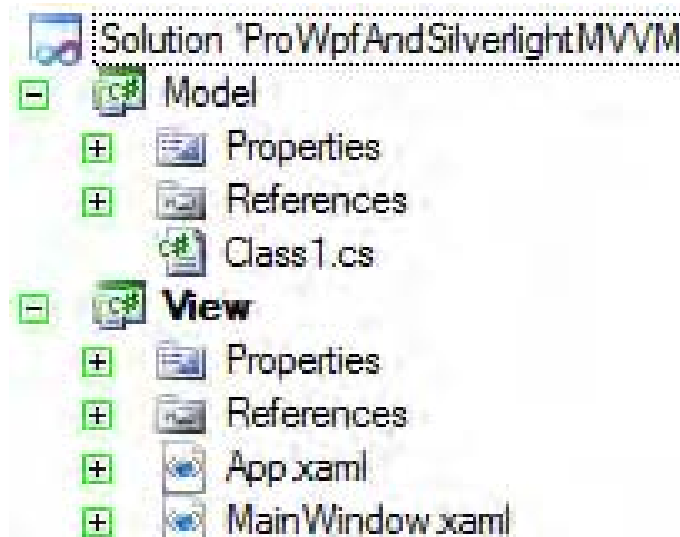 Solution 'ProWpfAndSilverlightMVVM
Model
Properties
References
Class1.cs
View
Properties
References
App.xaml
MainWindow.xaml